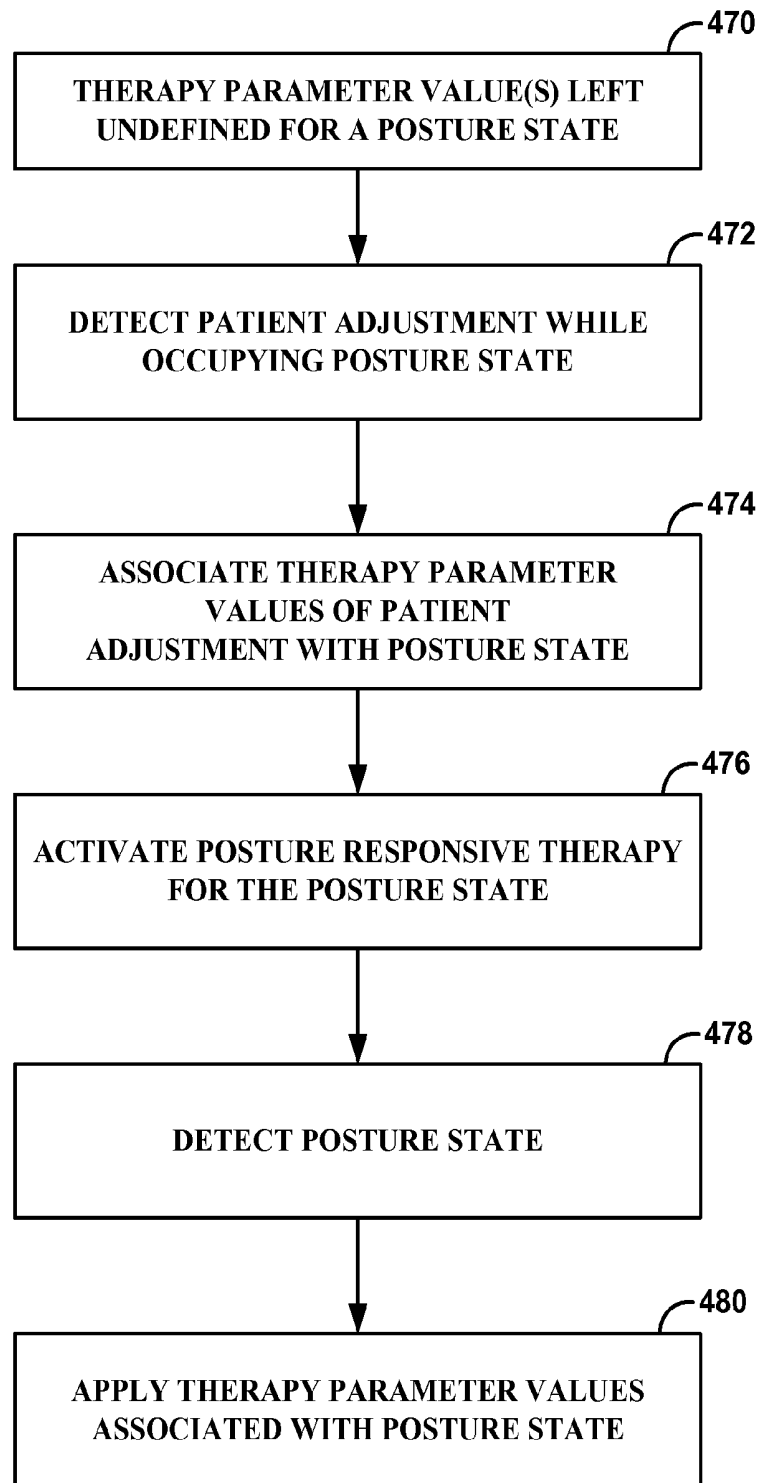 470
THERAPY PARAMETER VALUE(S) LEFT
UNDEFINED FOR A POSTURE STATE
472
DETECT PATIENT ADJUSTMENT WHILE
OCCUPYING POSTURE STATE
474
ASSOCIATE THERAPY PARAMETER
VALUES OF PATIENT
ADJUSTMENT WITH POSTURE STATE
476
ACTIVATE POSTURE RESPONSIVE THERAPY
FOR THE POSTURE STATE
478
DETECT POSTURE STATE
480
APPLY THERAPY PARAMETER VALUES
ASSOCIATED WITH POSTURE STATE